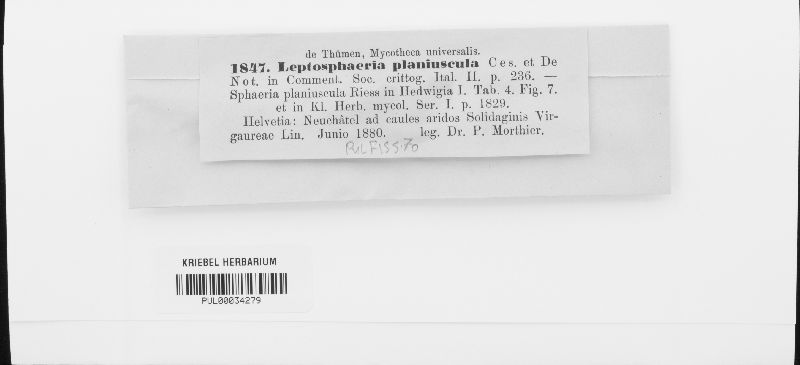 de Thümen, Mycotheca universalis.
1847. Leptosphaeria planiuscula Ces. et De
Not. in Comment. Soc. crittog. Ital. II. p. 236. —
Sphaeria planiuscula Riess in Hedwigia I. Tab. 4. Fig. 7.
et in Kl. Herb. mycol. Ser. I. p. 1829.
Helvetia: Neuchâtel ad caules aridos Solidaginis Vir-
gaureae Lin. Junio 1880. leg. Dr. P. Morthier.
KRIEBEL HERBARIUM
PUL00034279